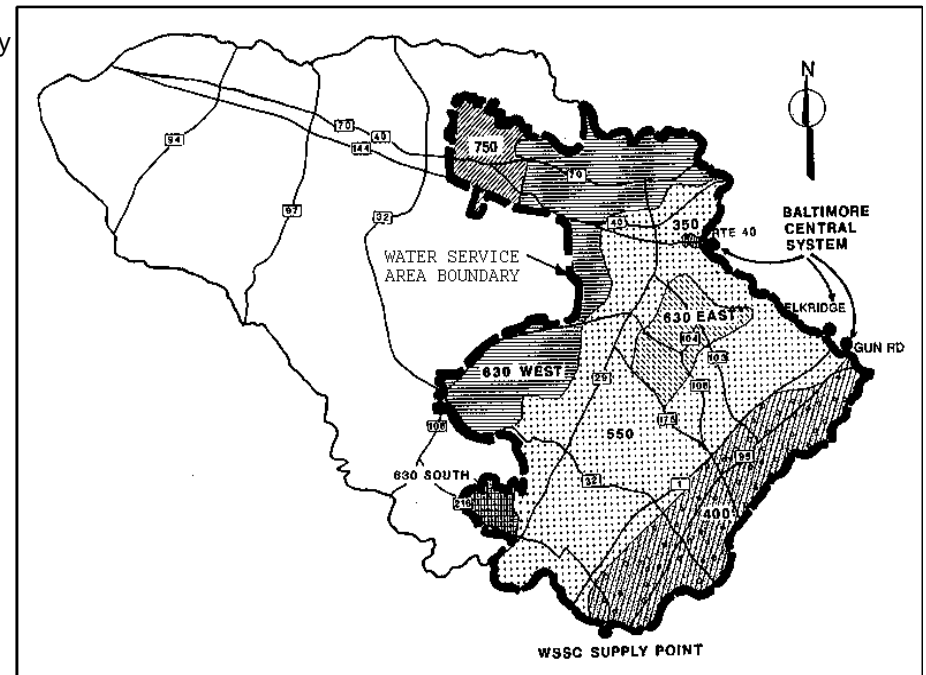 y
N
94
70
40
144
750
70
97
32
40
350
RTE 40
BALTIMORE
CENTRAL
SYSTEM
WATER SERVICE
AREA BOUNDARY
630 EAST
ELKRIDGE
104
GUN RD
103
630 WEST
29
108
108
175
550
95
630 SOUTH
32
1
216
400
WSSC SUPPLY POINT